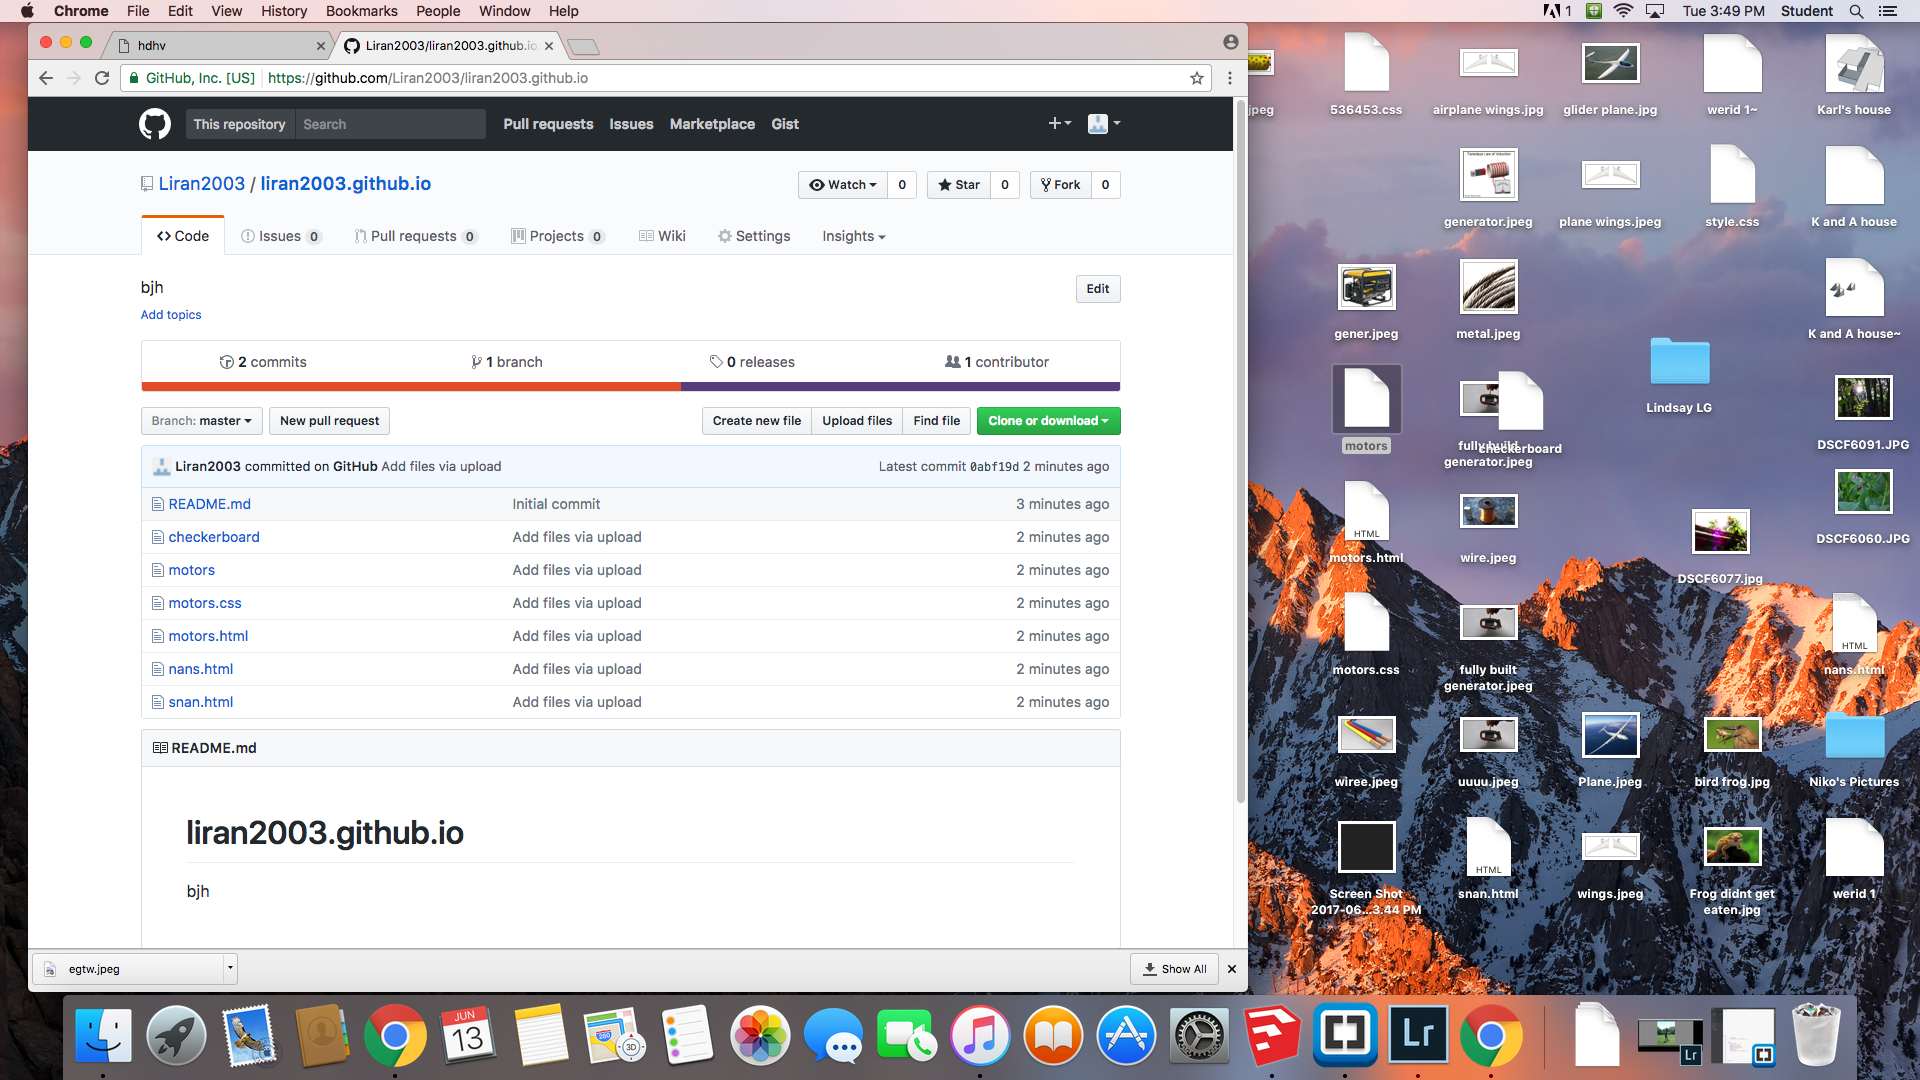 Chrome File Edit View History Bookmarks People Window Help
1 Tue 3:49 PM Student
hdhv
Liran2003/liran2003.github.io
GitHub, Inc. [US] https://github.com/Liran2003/liran2003.github.io
This repository Search Pull requests Issues Marketplace Gist
Liran2003 / liran2003.github.io
Watch 0 Star 0 Fork 0
Code Issues 0 Pull requests 0 Projects 0 Wiki Settings Insights
bjh
Edit
Add topics
2 commits 1 branch 0 releases 1 contributor
Branch: master New pull request Create new file Upload files Find file Clone or download
Liran2003 committed on GitHub Add files via upload Latest commit 0abf19d 2 minutes ago
README.md Initial commit 3 minutes ago
checkerboard Add files via upload 2 minutes ago
motors Add files via upload 2 minutes ago
motors.css Add files via upload 2 minutes ago
motors.html Add files via upload 2 minutes ago
nans.html Add files via upload 2 minutes ago
snan.html Add files via upload 2 minutes ago
README.md
liran2003.github.io
bjh
egtw.jpeg Show All
jpeg 536453.css airplane wings.jpg glider plane.jpg werid 1~ Karl's house
generator.jpeg plane wings.jpeg style.css K and A house
gener.jpeg metal.jpeg K and A house~
Lindsay LG
motors fully build checkerboard DSCF6091.JPG
generator.jpeg
HTML
motors.html wire.jpeg DSCF6060.JPG
DSCF6077.jpg
HTML
motors.css fully built nans.html
generator.jpeg
wiree.jpeg uuuu.jpeg Plane.jpeg bird frog.jpg Niko's Pictures
HTML
Screen Shot snan.html wings.jpeg Frog didnt get werid 1
2017-06...3.44 PM eaten.jpg
JUN
13
3D
Lr
Lr